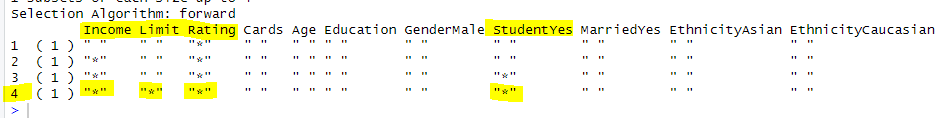 1 subsets of each size up to 4
Selection Algorithm: forward
Income Limit Rating Cards Age Education GenderMale StudentYes MarriedYes EthnicityAsian EthnicityCaucasian
1 ( 1 ) " " " " "*" " " " " " " " " " " " " " " " "
2 ( 1 ) "*" " " "*" " " " " " " " " " " " " " " " "
3 ( 1 ) "*" " " "*" " " " " " " " " "*" " " " " " "
4 ( 1 ) "*" "*" "*" " " " " " " " " "*" " " " " " "
>